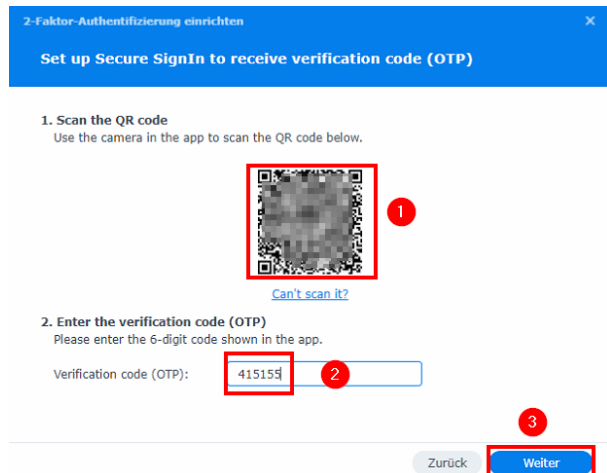 2-Faktor-Authentifizierung einrichten
Set up Secure SignIn to receive verification code (OTP)
1. Scan the QR code
Use the camera in the app to scan the QR code below.
1
Can't scan it?
2. Enter the verification code (OTP)
Please enter the 6-digit code shown in the app.
Verification code (OTP): 415155 2
3
Zurück Weiter